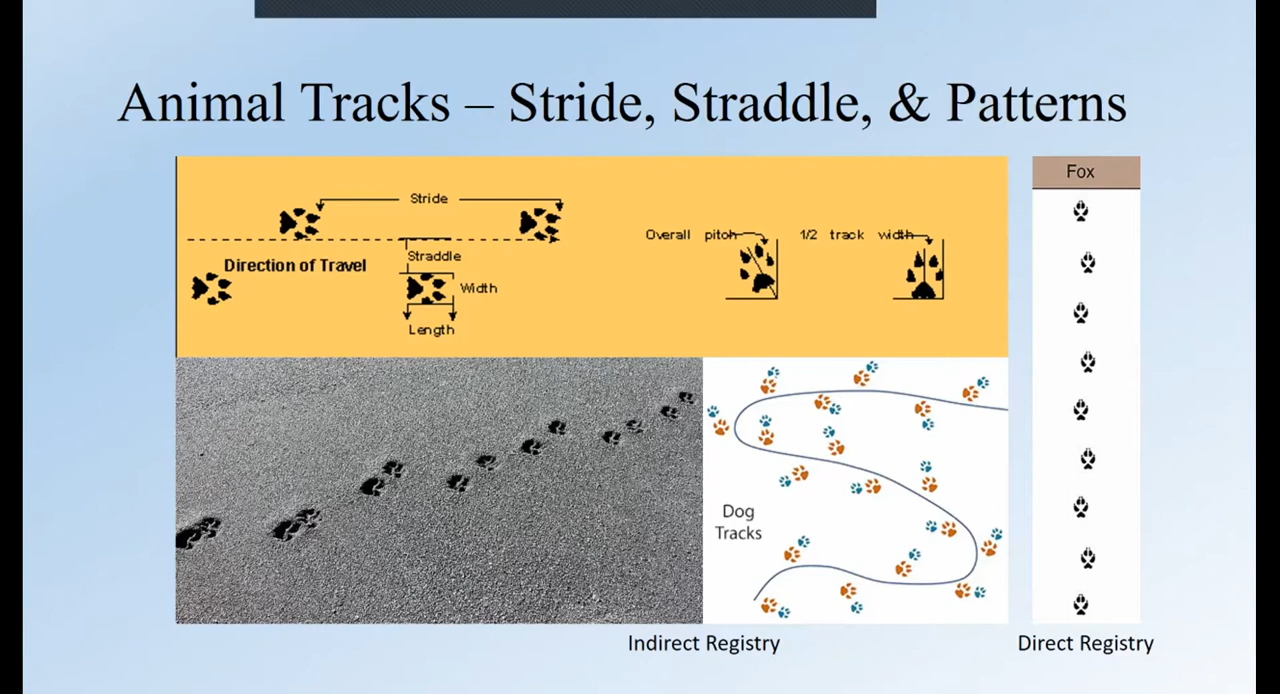 Animal Tracks – Stride, Straddle, & Patterns
Stride
Straddle
Direction of Travel
Width
Length
Overall pitch
1/2 track width
Fox
Dog
Tracks
Indirect Registry
Direct Registry